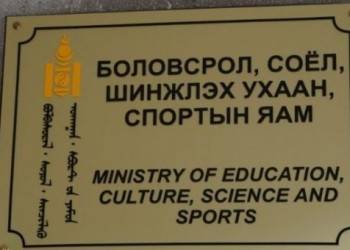 БОЛОВСРОЛ, СОЁЛ,
ШИНЖЛЭХ УХААН,
СПОРТЫН ЯАМ
MINISTRY OF EDUCATION,
CULTURE, SCIENCE AND
SPORTS